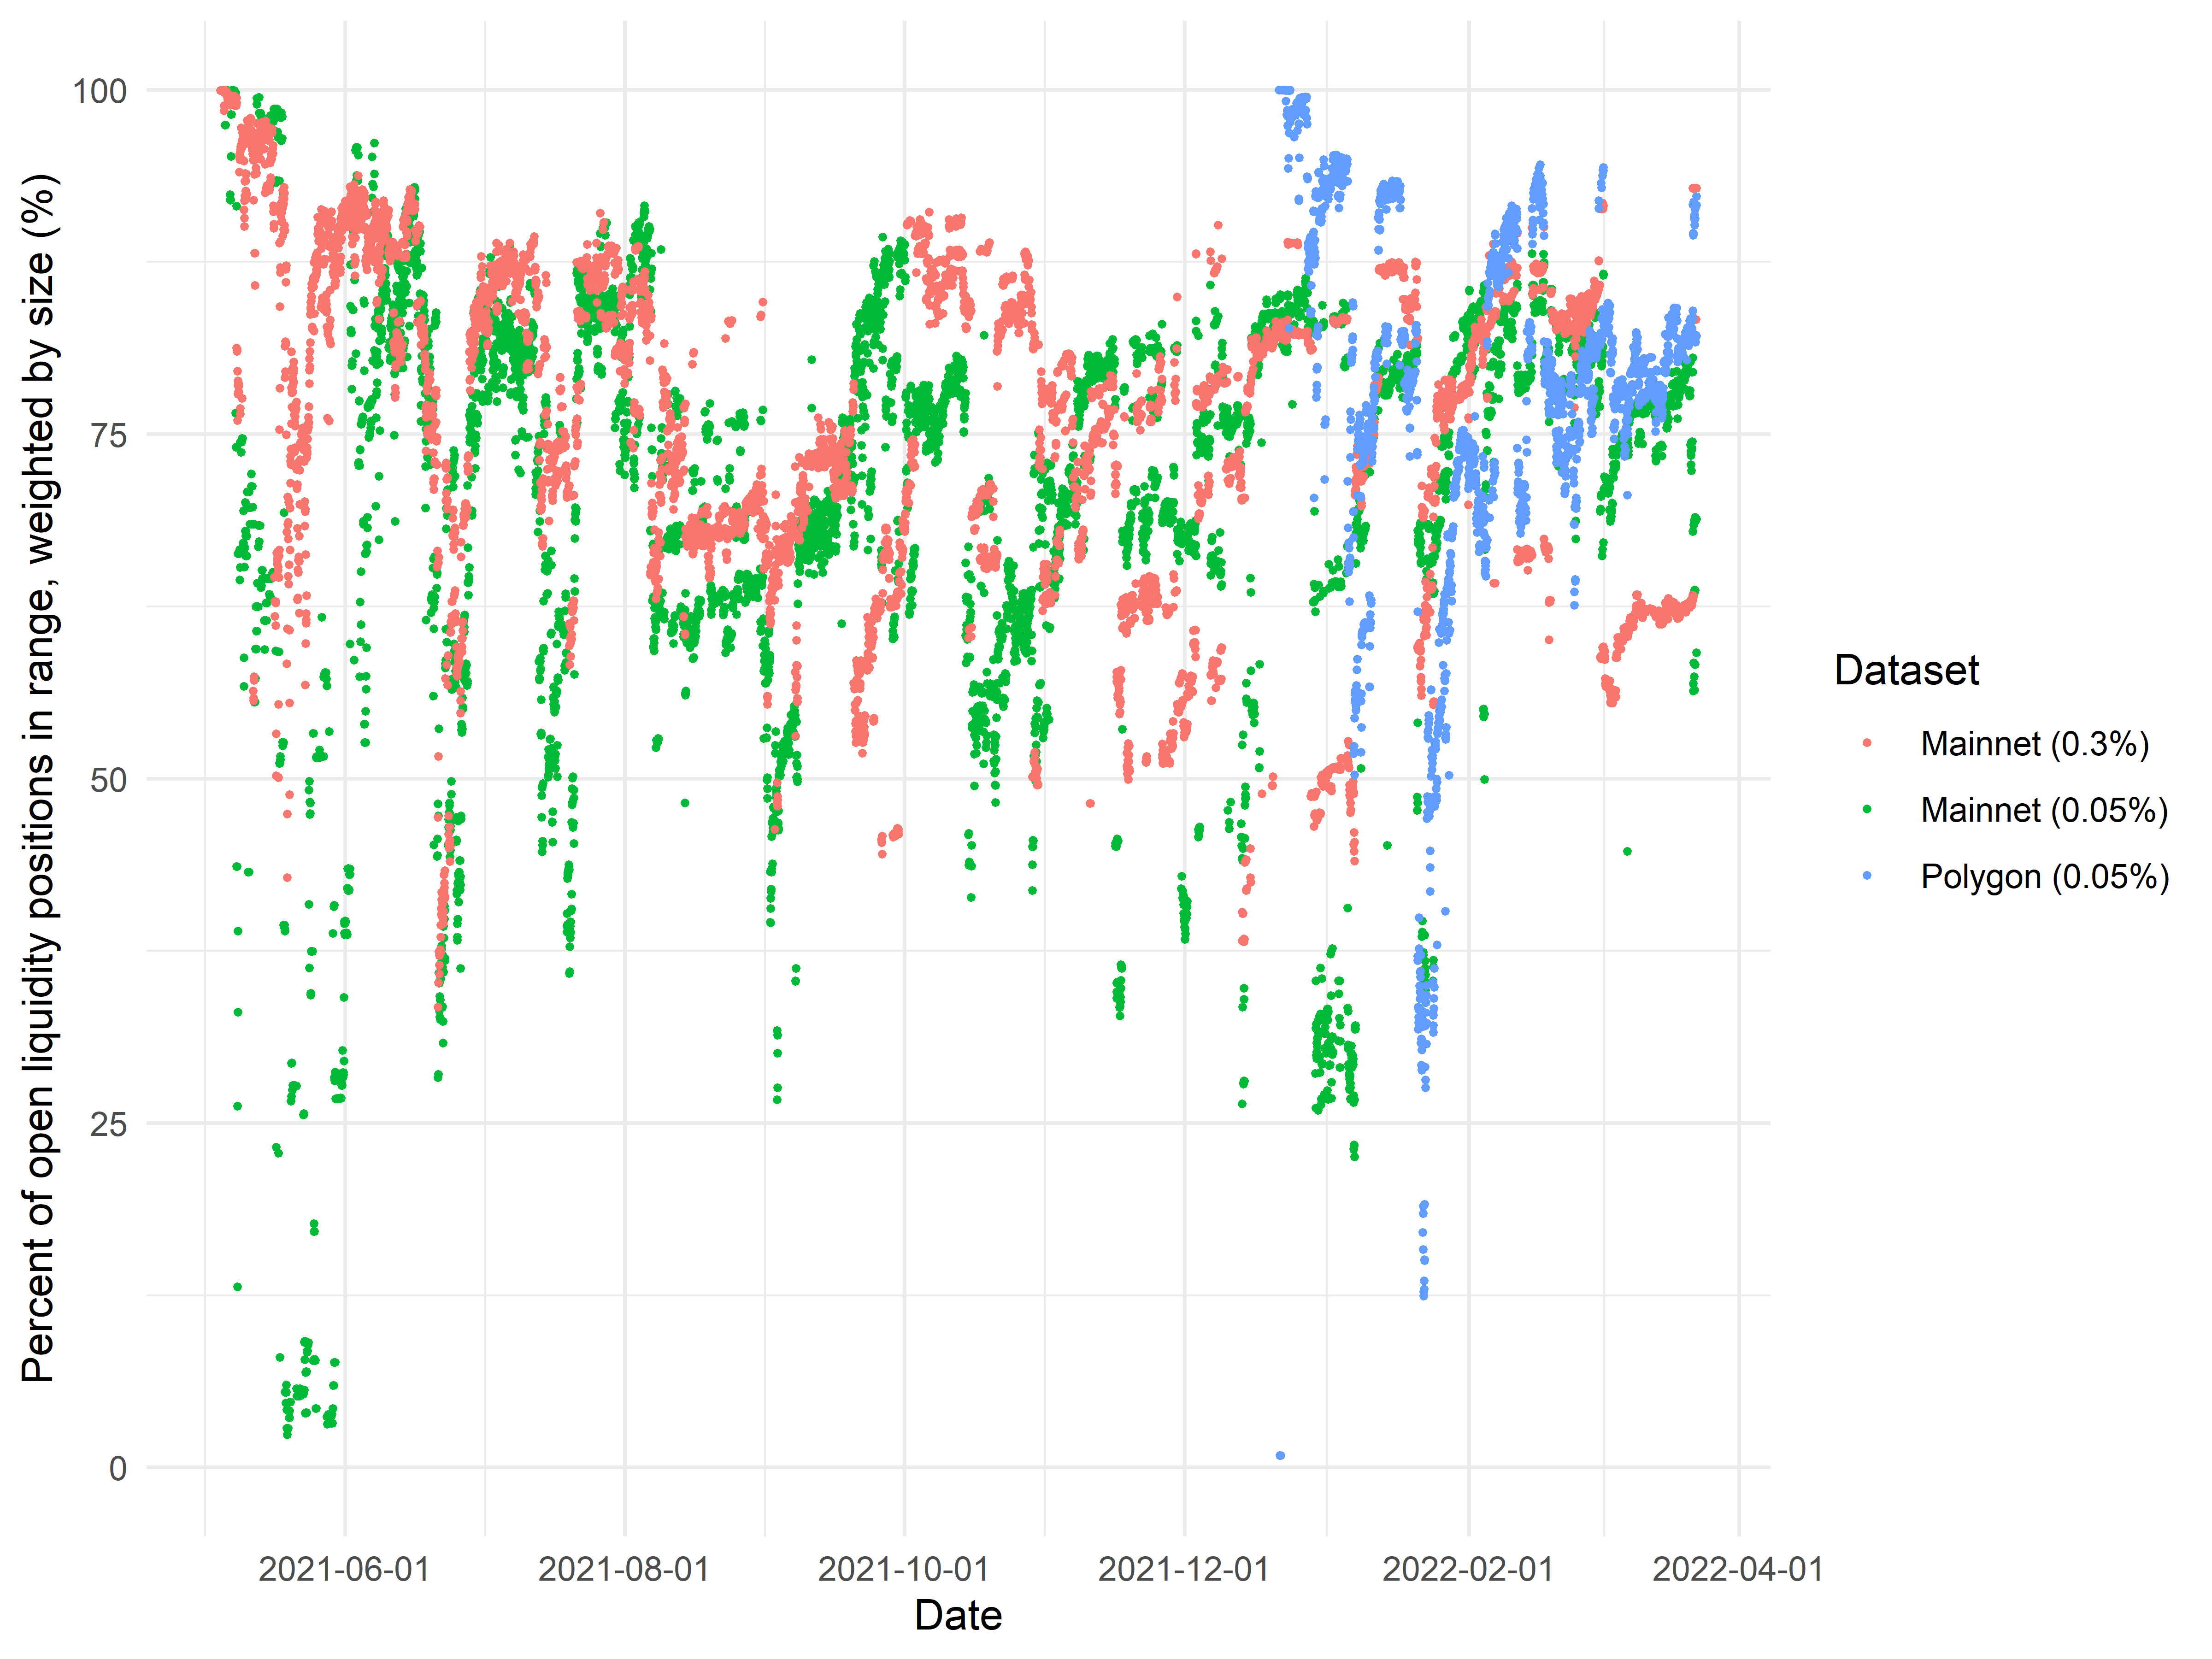 Percent of open liquidity positions in range, weighted by size (%)
100
75
50
25
0
2021-06-01
2021-08-01
2021-10-01
2021-12-01
2022-02-01
2022-04-01
Date
Dataset
Mainnet (0.3%)
Mainnet (0.05%)
Polygon (0.05%)